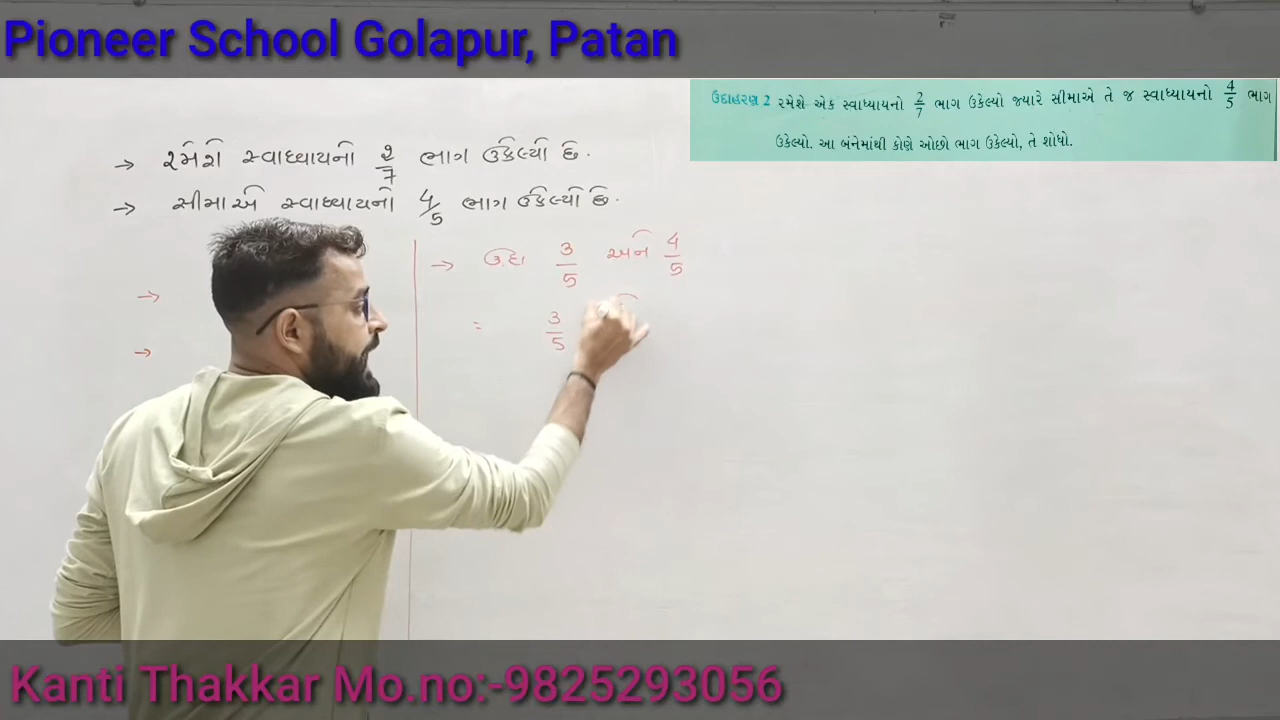 Pioneer School Golapur, Patan
ઉદાહરણ 2 રમેશે એક સ્વાધ્યાયનો 2/7 ભાગ ઉકેલ્યો જ્યારે સીમાએ તે જ સ્વાધ્યાયનો 4/5 ભાગ
ઉકેલ્યો. આ બંનેમાંથી કોણે ઓછો ભાગ ઉકેલ્યો, તે શોધો.
→ રમેશે સ્વાધ્યાયનો 2/7 ભાગ ઉકેલ્યો છે.
→ સીમાએ સ્વાધ્યાયનો 4/5 ભાગ ઉકેલ્યો છે.
→ ઉદા 3/5 અને 4/5
→
= 3/5
→
Kanti Thakkar Mo.no:-9825293056